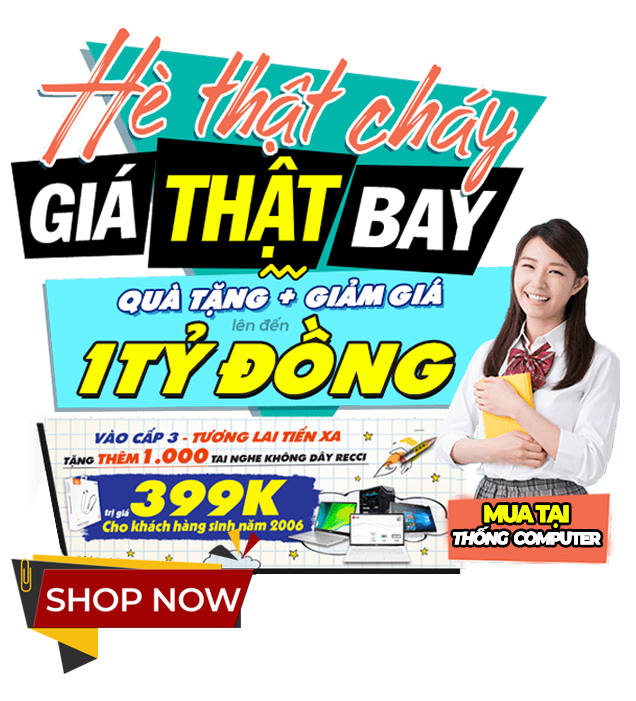 Hè thật cháy
GIÁ THẬT BAY
QUÀ TẶNG + GIẢM GIÁ
lên đến
1TỶ ĐỒNG
VÀO CẤP 3 - TƯƠNG LAI TIẾN XA
TẶNG THÊM 1.000 TAI NGHE KHÔNG DÂY RECCI
trị giá 399K
Cho khách hàng sinh năm 2006
MUA TẠI
THỐNG COMPUTER
SHOP NOW